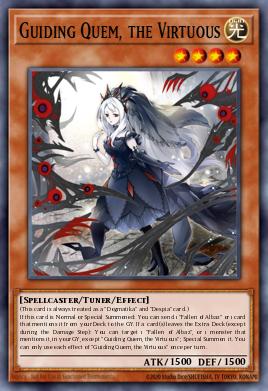 GUIDING QUEM, THE VIRTUOUS
光
[SPELLCASTER/TUNER/EFFECT]
(This card is always treated as a "Dogmatika" and "Despia" card.)
If this card is Normal or Special Summoned: You can send 1 "Fallen of Albaz" or 1 card
that mentions it from your Deck to the GY. If a card(s) leaves the Extra Deck (except
during the Damage Step): You can target 1 "Fallen of Albaz", or 1 monster that
mentions it, in your GY, except "Guiding Quem, the Virtuous"; Special Summon it. You
can only use each effect of "Guiding Quem, the Virtuous" once per turn.
ATK/1500 DEF/1500
©2020 Studio Dice/SHUEISHA, TV TOKYO, KONAMI